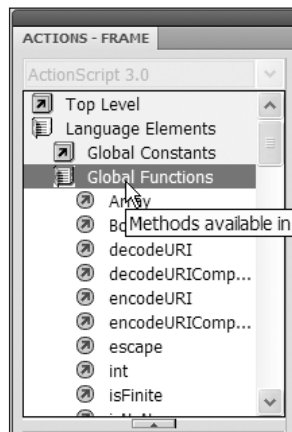 ACTIONS - FRAME
ActionScript 3.0
Top Level
Language Elements
Global Constants
Global Functions
Methods available in
decodeURI
decodeURIComp...
encodeURI
encodeURIComp...
escape
int
isFinite